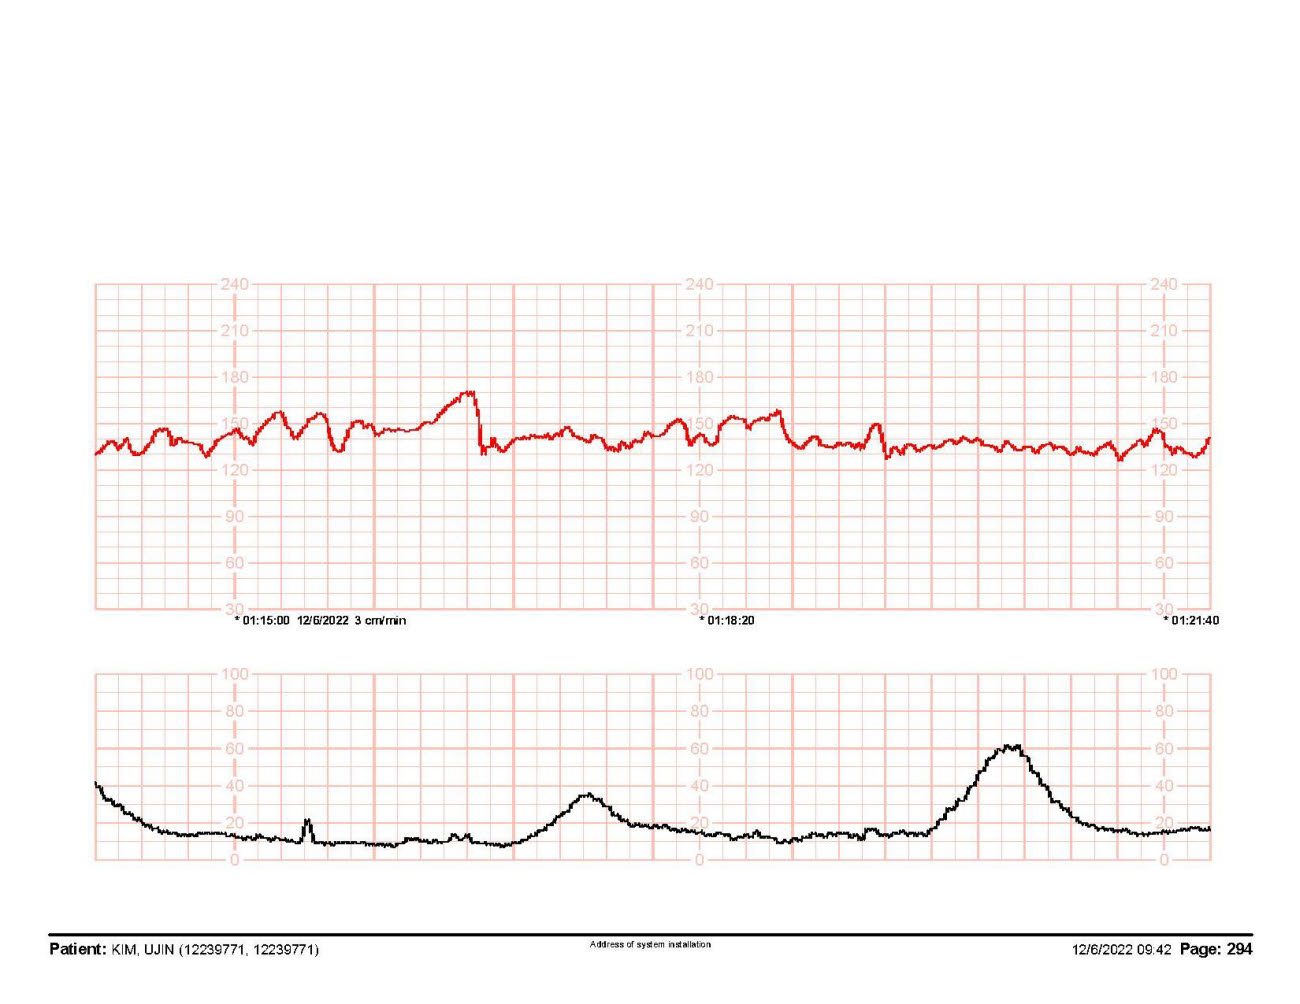 240 240 240
210 210 210
180 180 180
150 150 150
120 120 120
90 90 90
60 60 60
30 30 30
* 01:15:00 12/6/2022 3 cm/min * 01:18:20 * 01:21:40
100 100 100
80 80 80
60 60 60
40 40 40
20 20 20
0 0 0
Patient: KIM, UJIN (12239771, 12239771) Address of system installation 12/6/2022 09:42 Page: 294